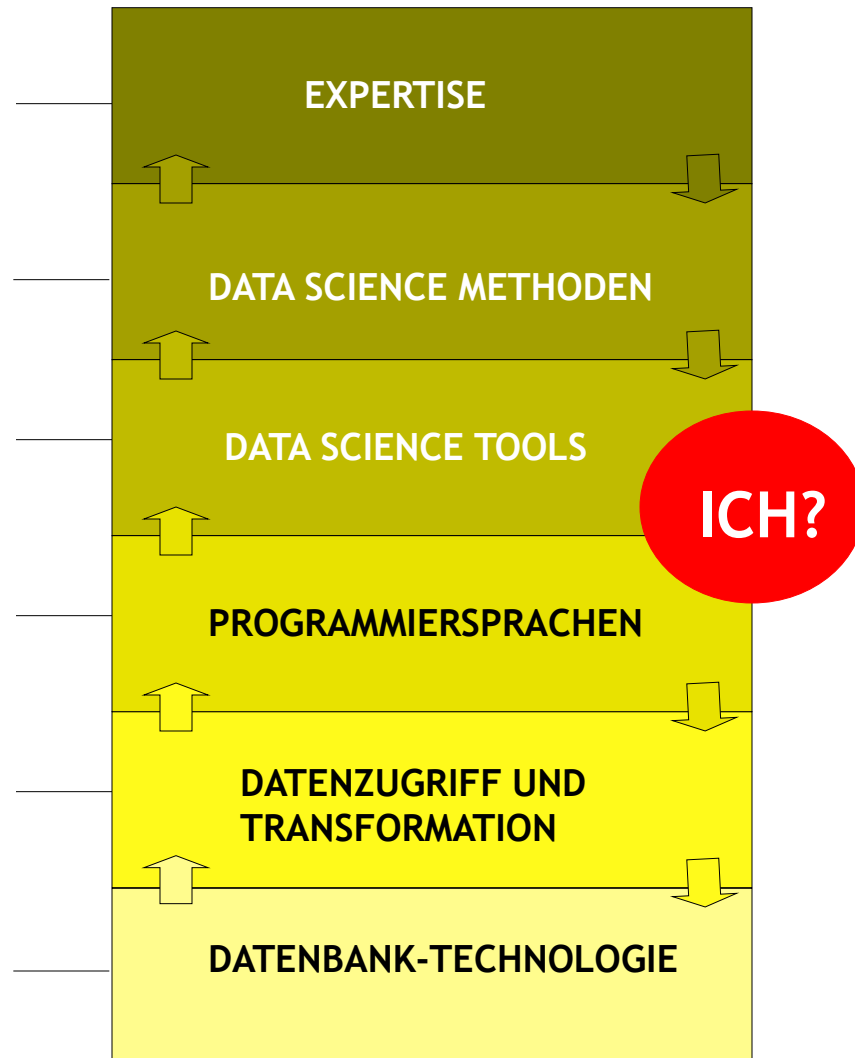 EXPERTISE
DATA SCIENCE METHODEN
DATA SCIENCE TOOLS
ICH?
PROGRAMMIERSPRACHEN
DATENZUGRIFF UND
TRANSFORMATION
DATENBANK-TECHNOLOGIE